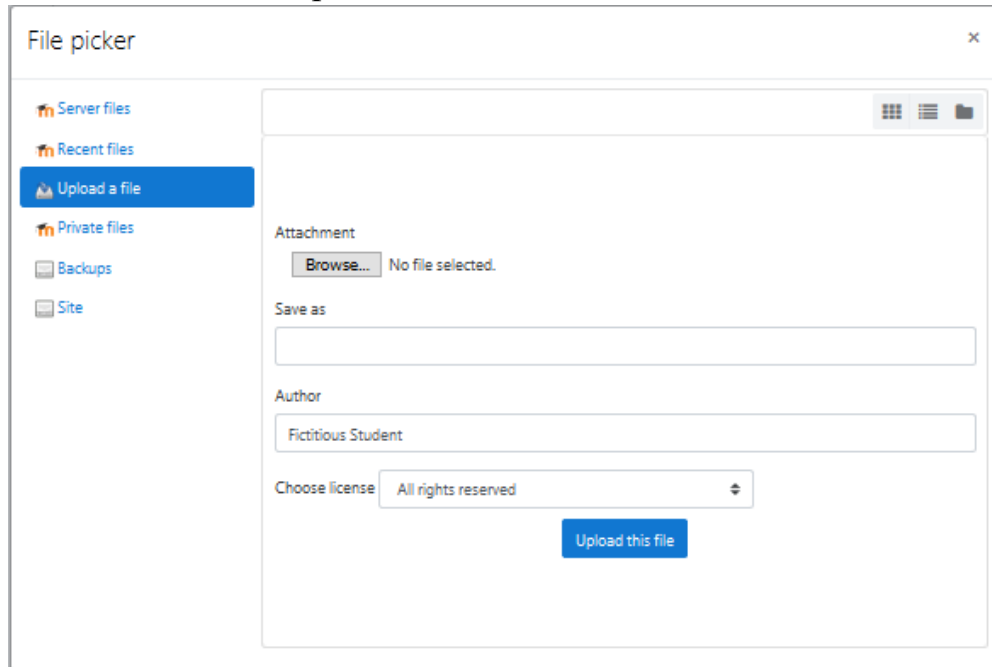 File picker ×
Server files
Recent files
Upload a file
Private files
Backups
Site
Attachment
Browse... No file selected.
Save as
Author
Fictitious Student
Choose license All rights reserved
Upload this file